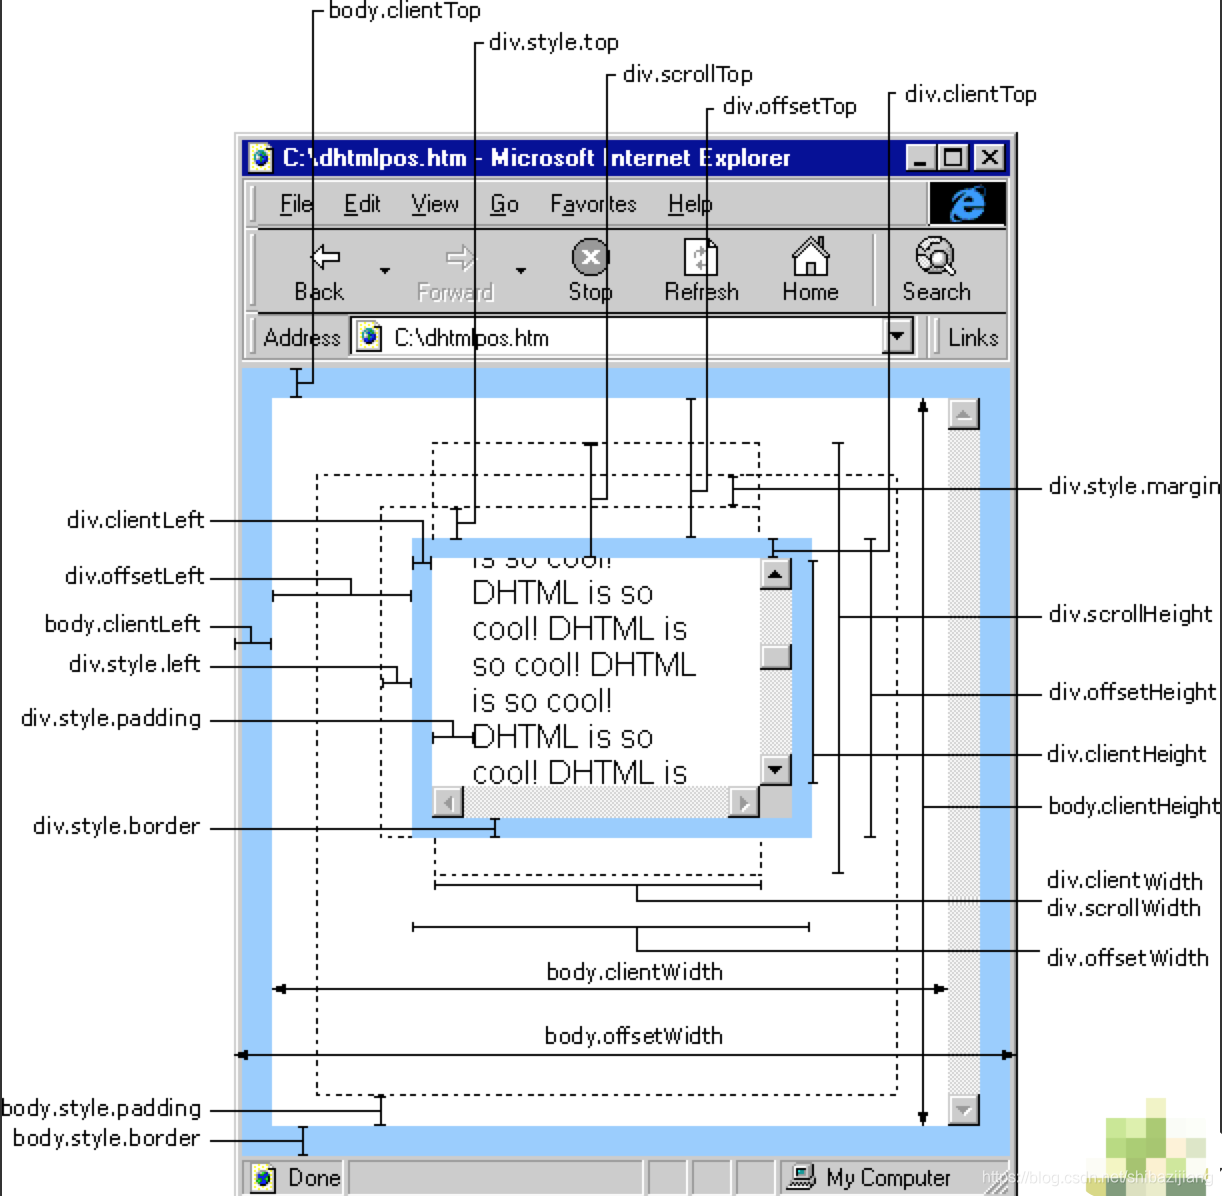 body.clientTop
div.style.top
div.scrollTop
div.clientTop
div.offsetTop
C:\dhtmlpos.htm - Microsoft Internet Explorer
File Edit View Go Favorites Help
Back Forward Stop Refresh Home Search
Address C:\dhtmlpos.htm Links
div.style.margin
div.clientLeft
is so cool!
div.offsetLeft
DHTML is so
div.scrollHeight
body.clientLeft
cool! DHTML is
div.style.left
so cool! DHTML
div.offsetHeight
is so cool!
div.style.padding
DHTML is so
div.clientHeight
cool! DHTML is
body.clientHeight
div.style.border
div.clientWidth
div.scrollWidth
div.offsetWidth
body.clientWidth
body.offsetWidth
body.style.padding
body.style.border
Done My Computer
https://blog.csdn.net/shibazijiang